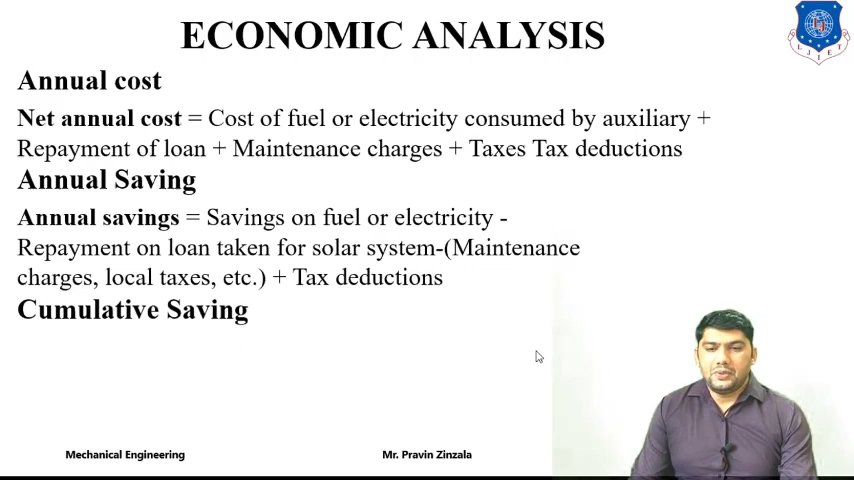 ECONOMIC ANALYSIS
Annual cost
Net annual cost = Cost of fuel or electricity consumed by auxiliary +
Repayment of loan + Maintenance charges + Taxes Tax deductions
Annual Saving
Annual savings = Savings on fuel or electricity -
Repayment on loan taken for solar system-(Maintenance
charges, local taxes, etc.) + Tax deductions
Cumulative Saving
Mechanical Engineering
Mr. Pravin Zinzala
LJIET